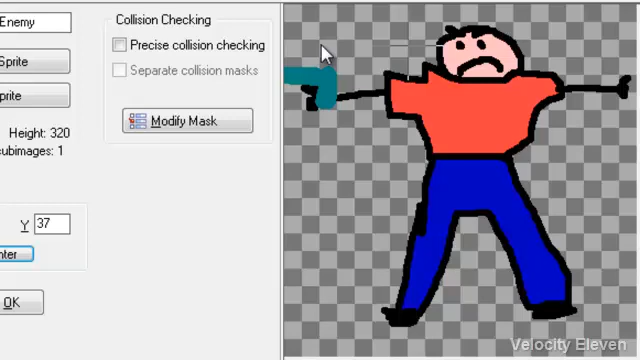 Enemy
Collision Checking
Precise collision checking
Sprite
Separate collision masks
prite
Modify Mask
Height: 320
ubimages: 1
Y 37
nter
OK
Velocity Eleven